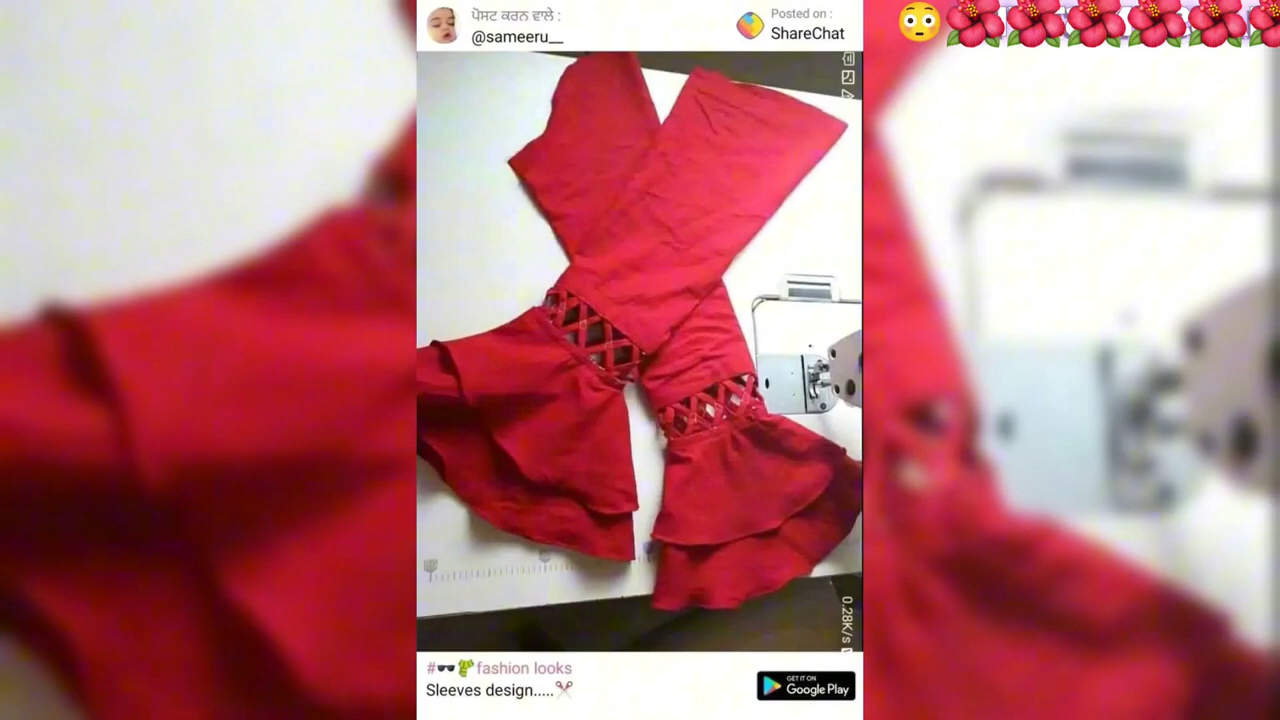 ਪੋਸਟ ਕਰਨ ਵਾਲੇ :
@sameeru__
Posted on :
ShareChat
0.28K/s
#🕶️🧣fashion looks
Sleeves design.....✂️
GET IT ON
Google Play